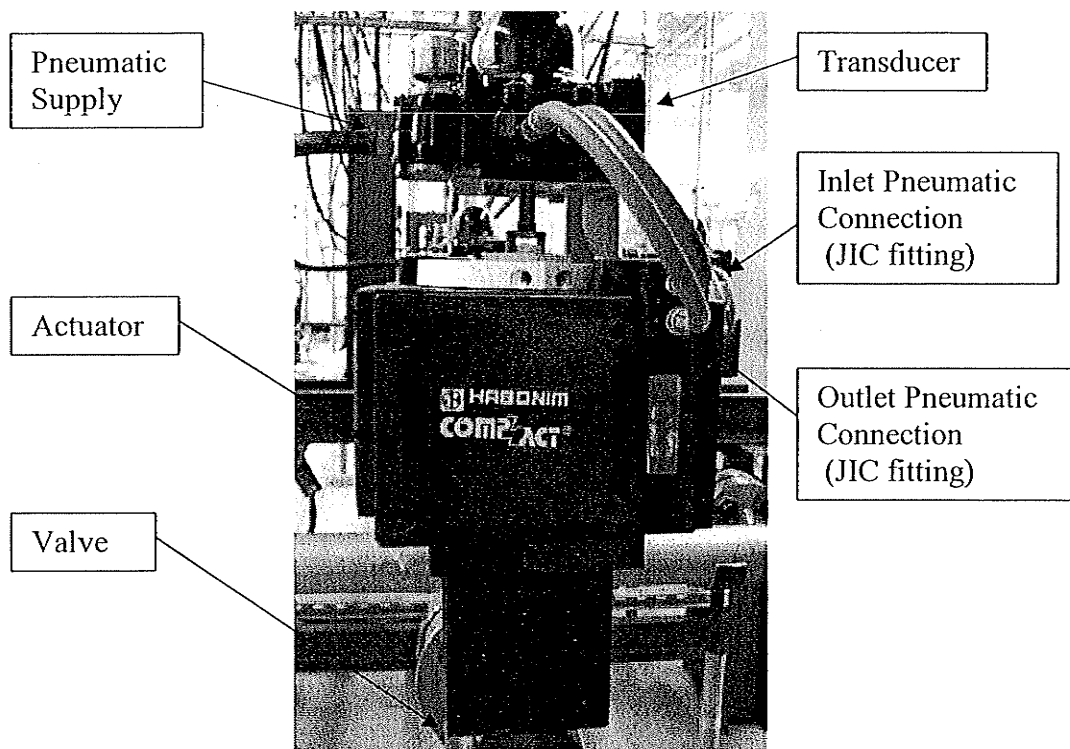 Pneumatic
Supply
Transducer
Inlet Pneumatic
Connection
(JIC fitting)
Actuator
HABONIM
COMPACT
Outlet Pneumatic
Connection
(JIC fitting)
Valve